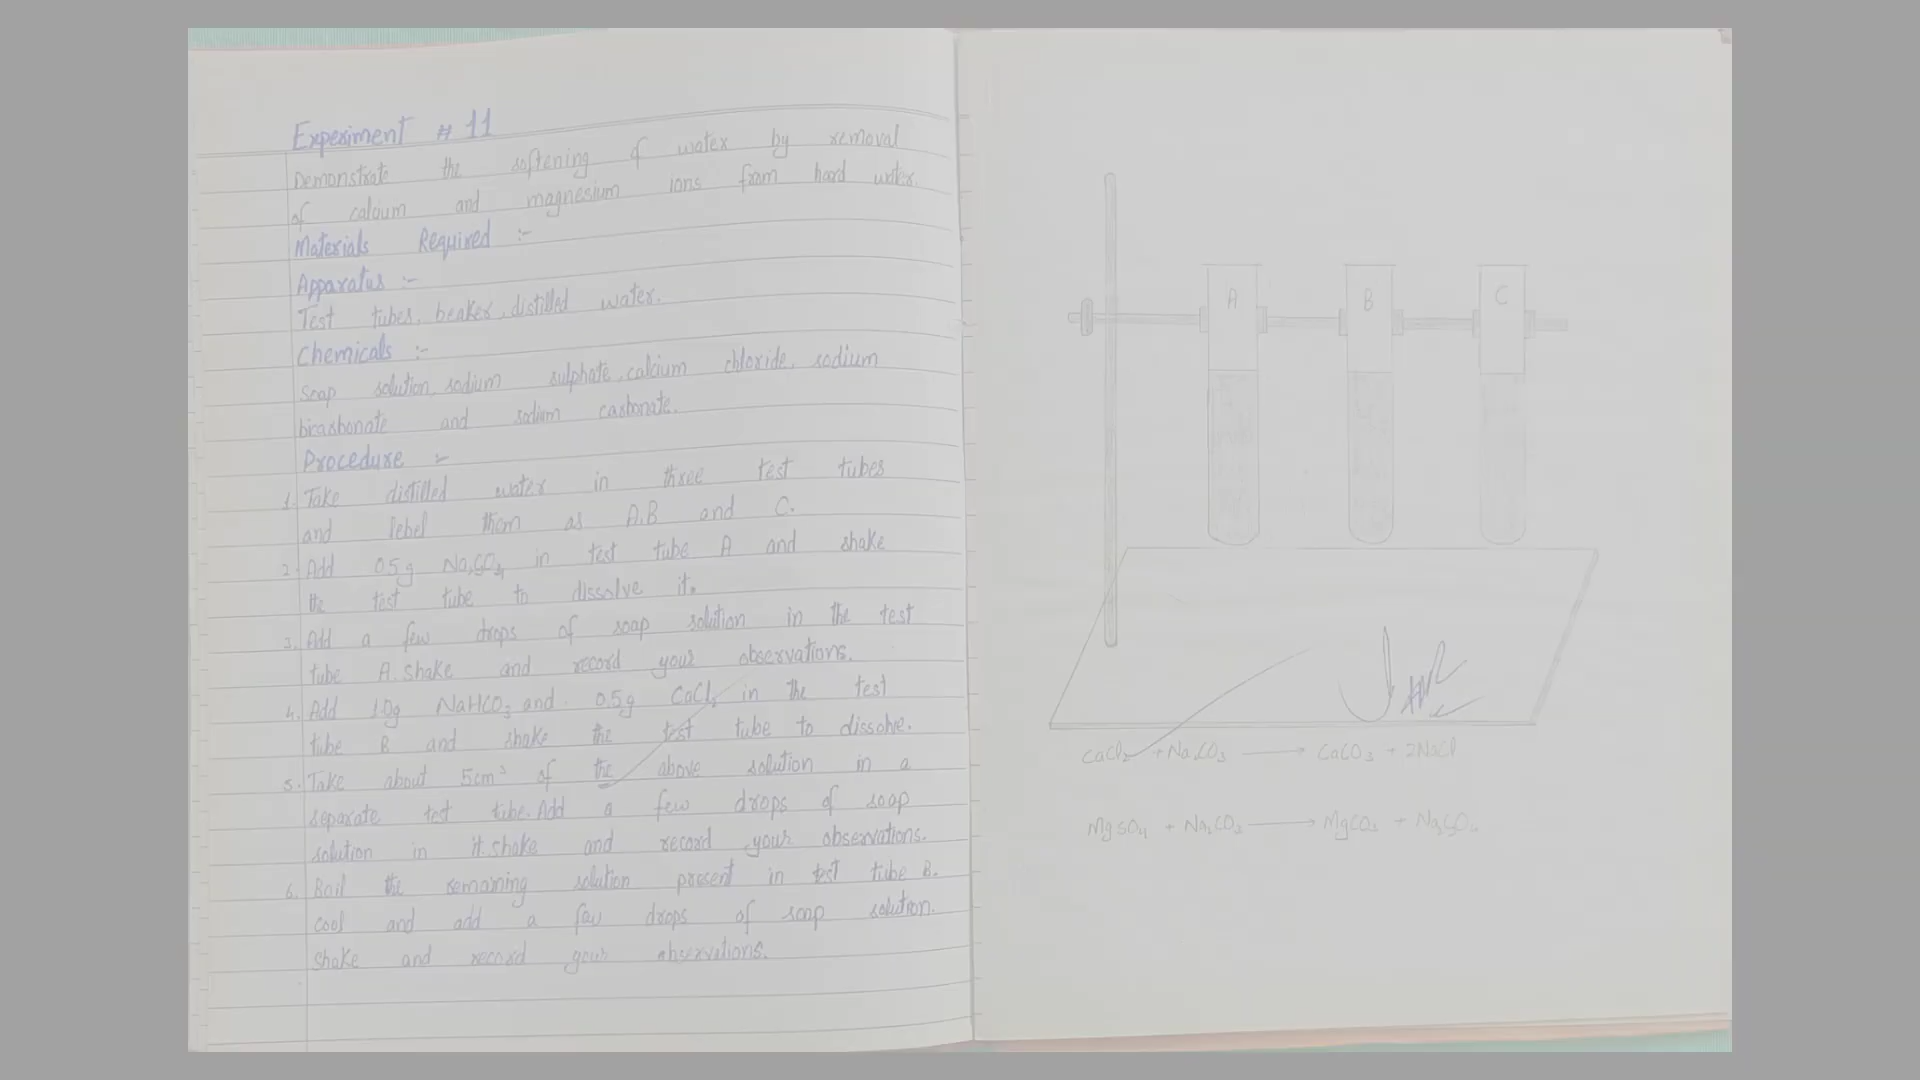 Experiment # 11
Demonstrate the softening of water by removal
of calcium and magnesium ions from hard water.
Materials Required :-
Apparatus :-
Test tubes, beaker, distilled water.
Chemicals :-
Soap solution, sodium sulphate, calcium chloride, sodium
bicarbonate and sodium carbonate.
Procedure :-
1. Take distilled water in three test tubes
and lebel them as A.B and C.
2. Add 0.5g Na₂SO₄ in test tube A and shake
the test tube to dissolve it.
3. Add a few drops of soap solution in the test
tube A. Shake and record your observations.
4. Add 1.0g NaHCO₃ and 0.5g CaCl₂ in the test
tube B and shake the test tube to dissolve.
5. Take about 5cm³ of the above solution in a
separate test tube. Add a few drops of soap
solution in it. shake and record your observations.
6. Boil the remaining solution present in test tube B.
cool and add a few drops of soap solution.
shake and record your observations.
A B C
CaCl₂ + Na₂CO₃ ⟶ CaCO₃ + 2NaCl
MgSO₄ + Na₂CO₃ ⟶ MgCO₃ + Na₂SO₄